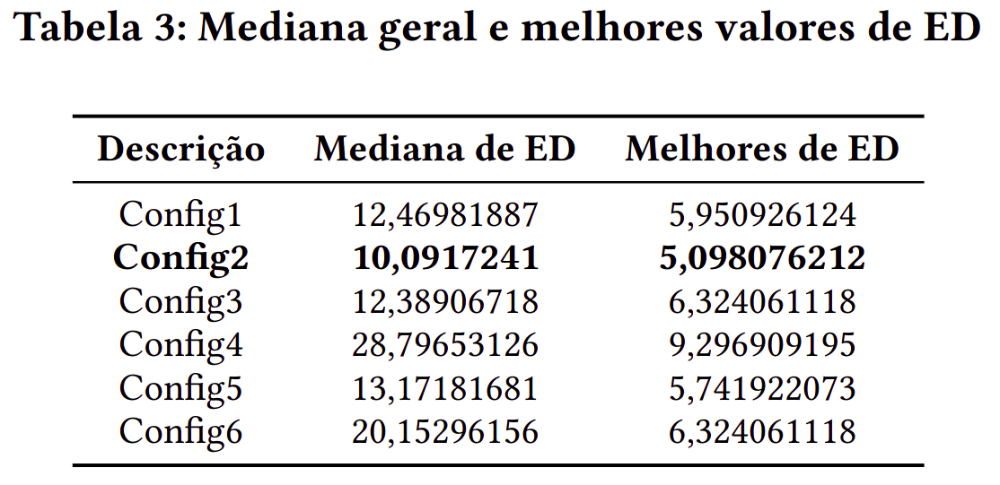 Tabela 3: Mediana geral e melhores valores de ED
Descrição Mediana de ED Melhores de ED
Config1 12,46981887 5,950926124
Config2 10,0917241 5,098076212
Config3 12,38906718 6,324061118
Config4 28,79653126 9,296909195
Config5 13,17181681 5,741922073
Config6 20,15296156 6,324061118